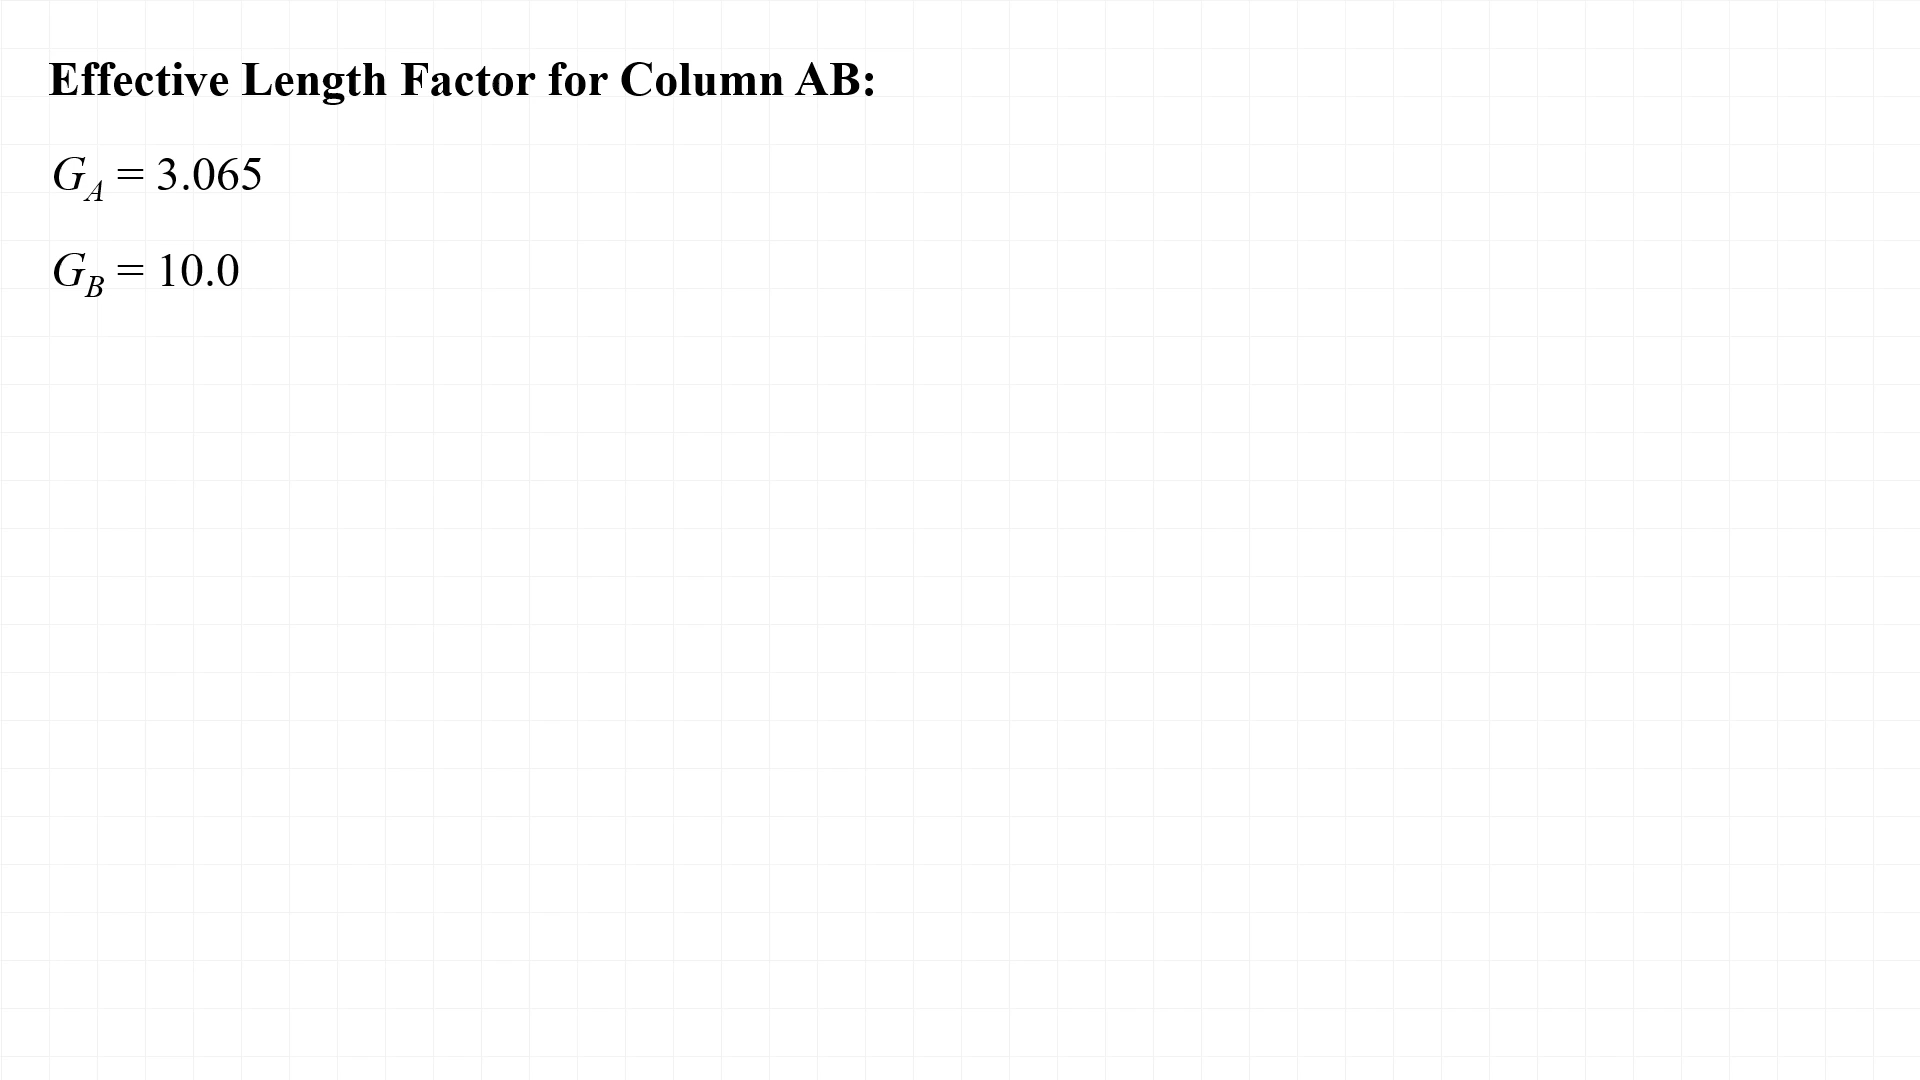 Effective Length Factor for Column AB:
G_A = 3.065
G_B = 10.0